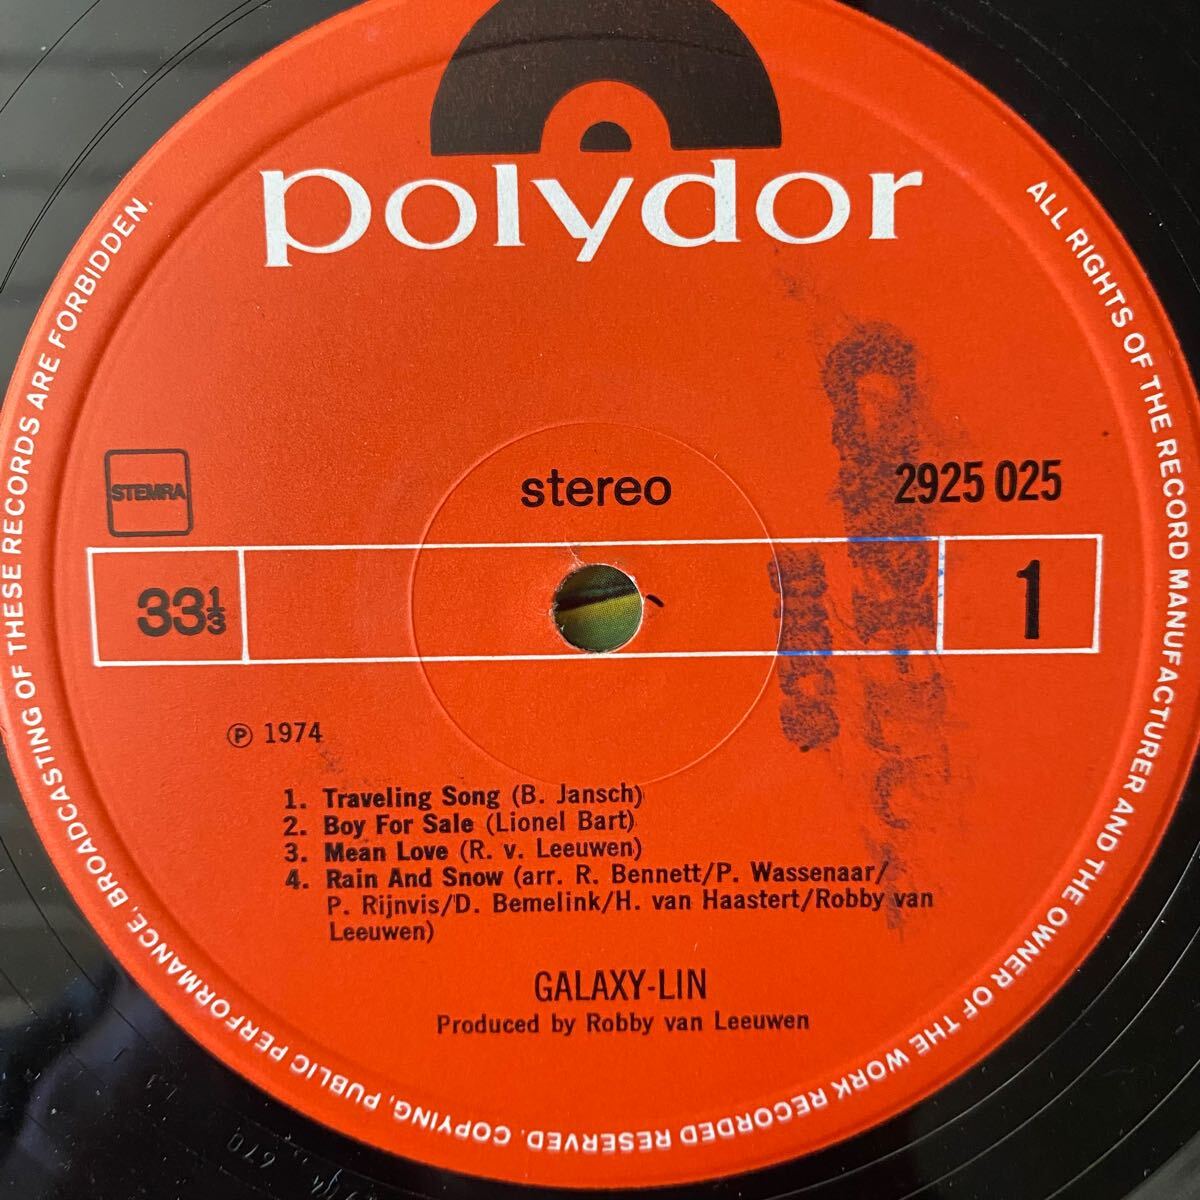 polydor
ALL RIGHTS OF THE RECORD MANUFACTURER AND THE OWNER OF THE WORK RECORDED RESERVED. COPYING, PUBLIC PERFORMANCE, BROADCASTING OF THESE RECORDS ARE FORBIDDEN.
STEMRA
stereo
2925 025
33 1/3
1
℗ 1974
1. Traveling Song (B. Jansch)
2. Boy For Sale (Lionel Bart)
3. Mean Love (R. v. Leeuwen)
4. Rain And Snow (arr. R. Bennett/P. Wassenaar/
P. Rijnvis/D. Bemelink/H. van Haastert/Robby van
Leeuwen)
GALAXY-LIN
Produced by Robby van Leeuwen
670